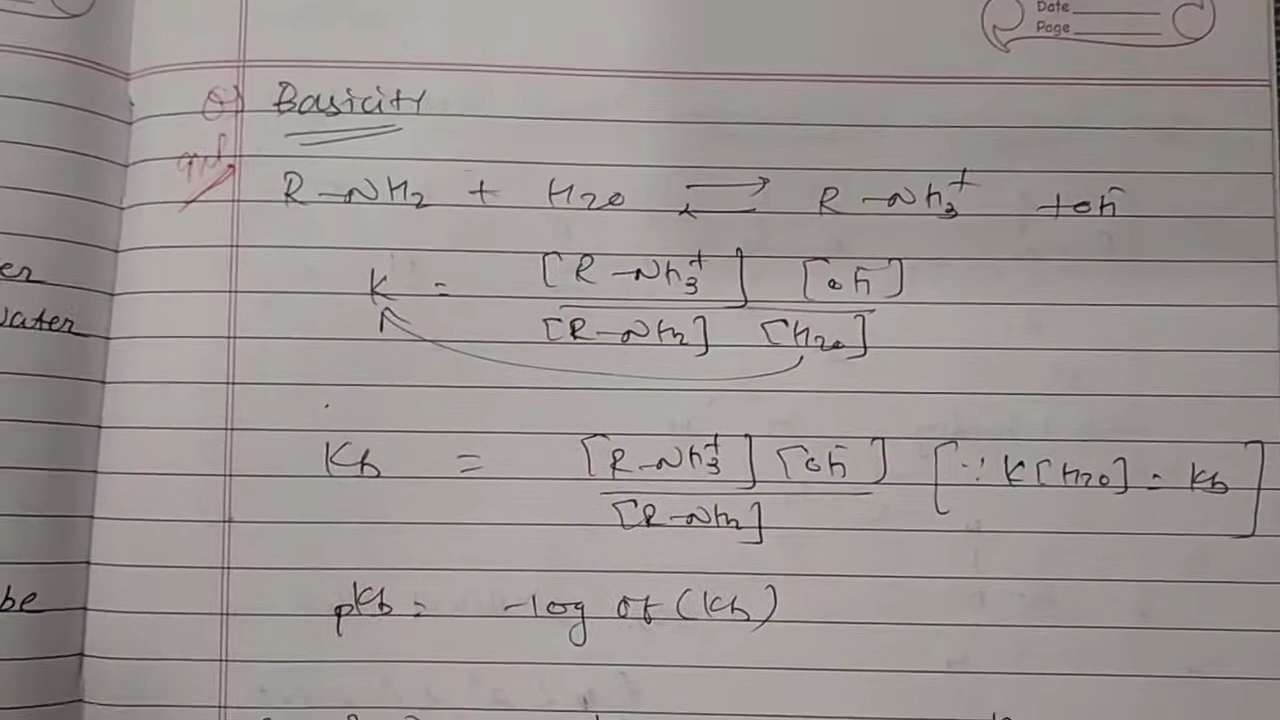 Date
Page
Basicity
R-NH2 + H2O ⇌ R-Nh3+ + oh-
er
K = [R-Nh3+] [oh-]
water
[R-NH2] [H2O]
Kb = [R-Nh3+] [oh-] [∵ K[H2O] = Kb]
[R-NH2]
be
pKb = -log of (Kb)